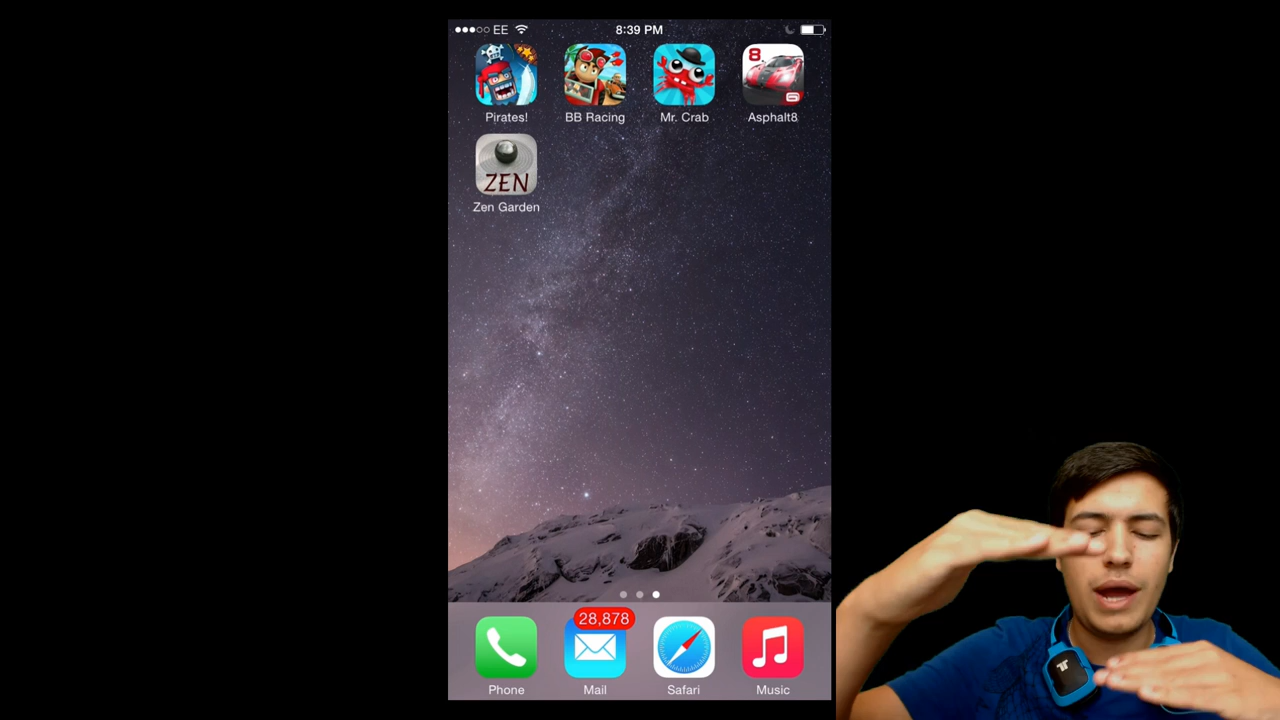 EE 8:39 PM
8
Pirates! BB Racing Mr. Crab Asphalt8
ZEN
Zen Garden
28,878
Phone Mail Safari Music